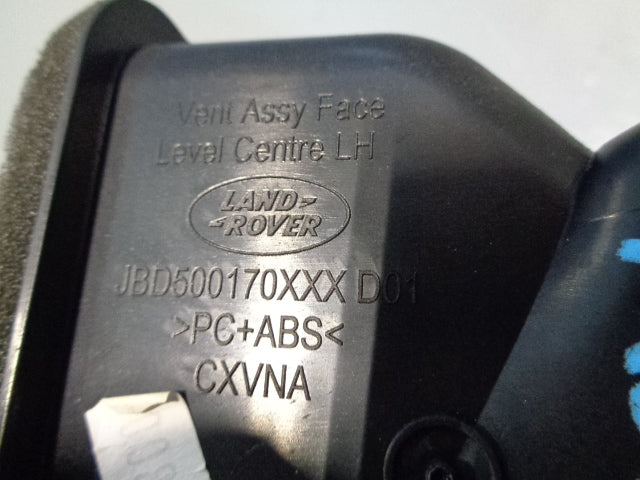 Vent Assy Face
Level Centre LH
LAND
ROVER
JBD500170XXX D01
>PC+ABS<
CXVNA